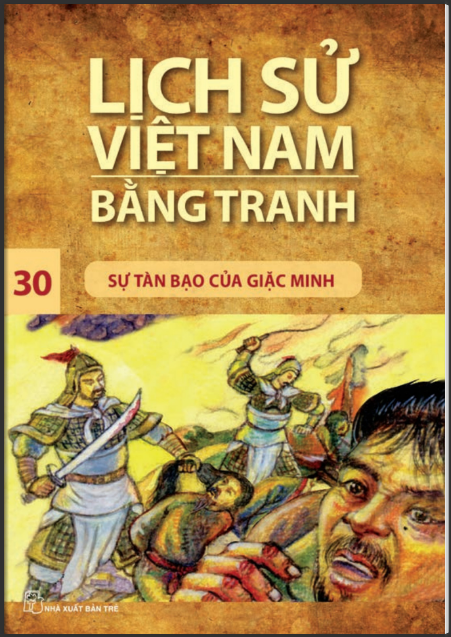 LỊCH SỬ
VIỆT NAM
BẰNG TRANH
30
SỰ TÀN BẠO CỦA GIẶC MINH
NHÀ XUẤT BẢN TRẺ